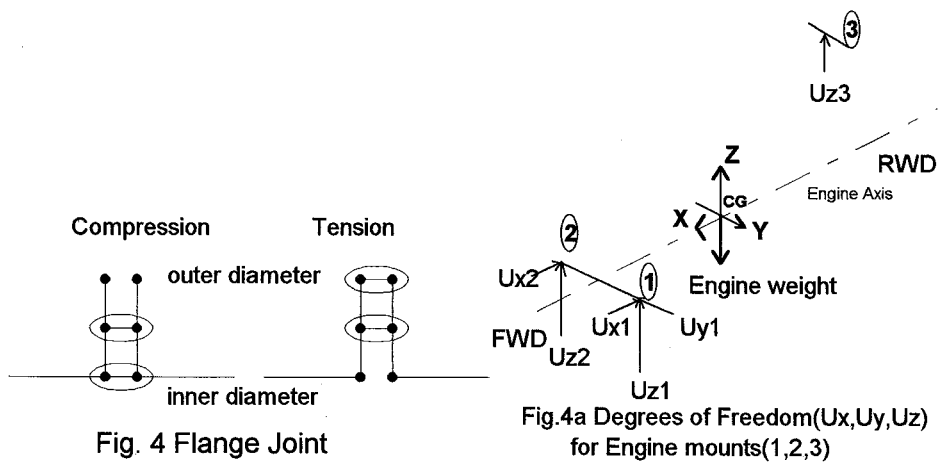 Compression
Tension
outer diameter
inner diameter
Fig. 4 Flange Joint
3
Uz3
Z
RWD
Engine Axis
CG
X
Y
2
1
Ux2
Engine weight
FWD
Ux1
Uy1
Uz2
Uz1
Fig.4a Degrees of Freedom(Ux,Uy,Uz)
for Engine mounts(1,2,3)